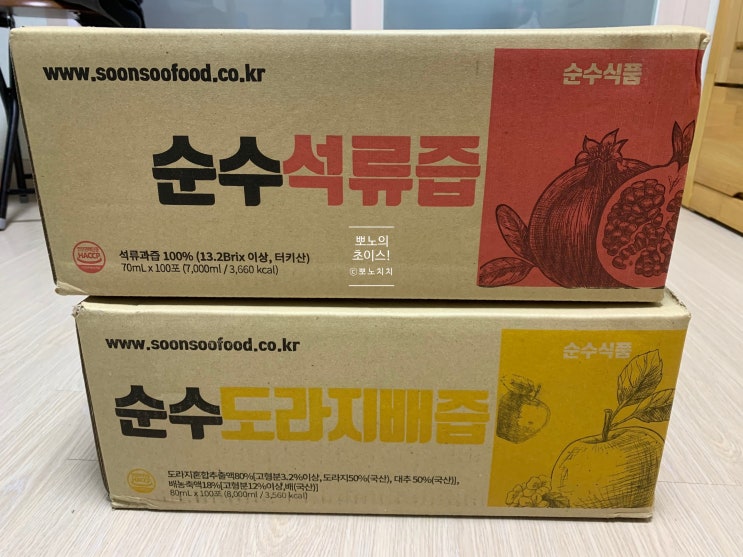 www.soonsoofood.co.kr
순수식품
순수석류즙
HACCP
석류과즙 100% (13.2Brix 이상, 터키산)
70mL x 100포 (7,000ml / 3,660 kcal)
뽀노의
초이스!
©뽀노치치
www.soonsoofood.co.kr
순수식품
순수도라지배즙
HACCP
도라지혼합추출액80%[고형분3.2%이상, 도라지50%(국산), 대추 50%(국산)],
배농축액18%[고형분12%이상,배(국산)]
80mL x 100포 (8,000ml / 3,560 kcal)